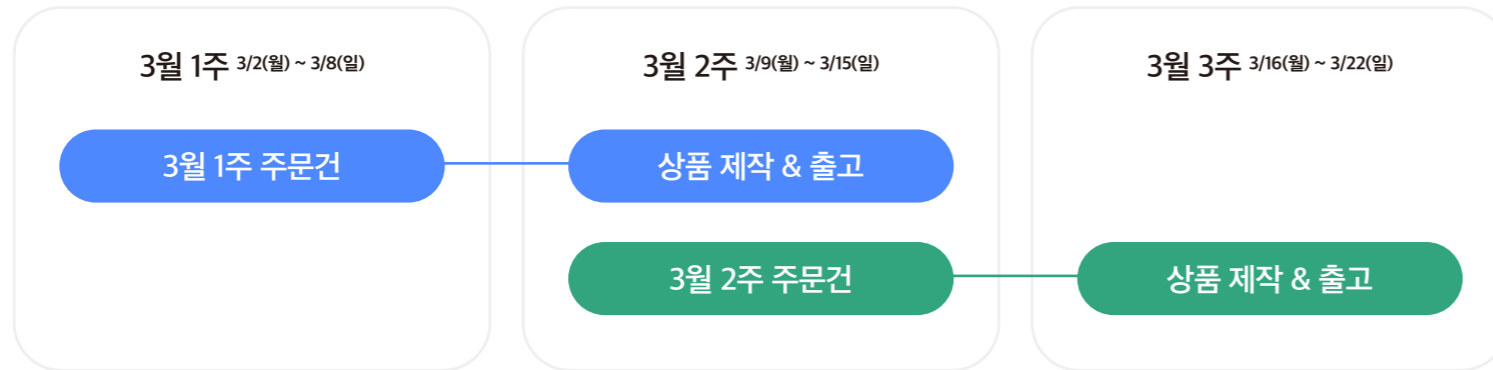 3월 1주 3/2(월) ~ 3/8(일)
3월 2주 3/9(월) ~ 3/15(일)
3월 3주 3/16(월) ~ 3/22(일)
3월 1주 주문건
상품 제작 & 출고
3월 2주 주문건
상품 제작 & 출고